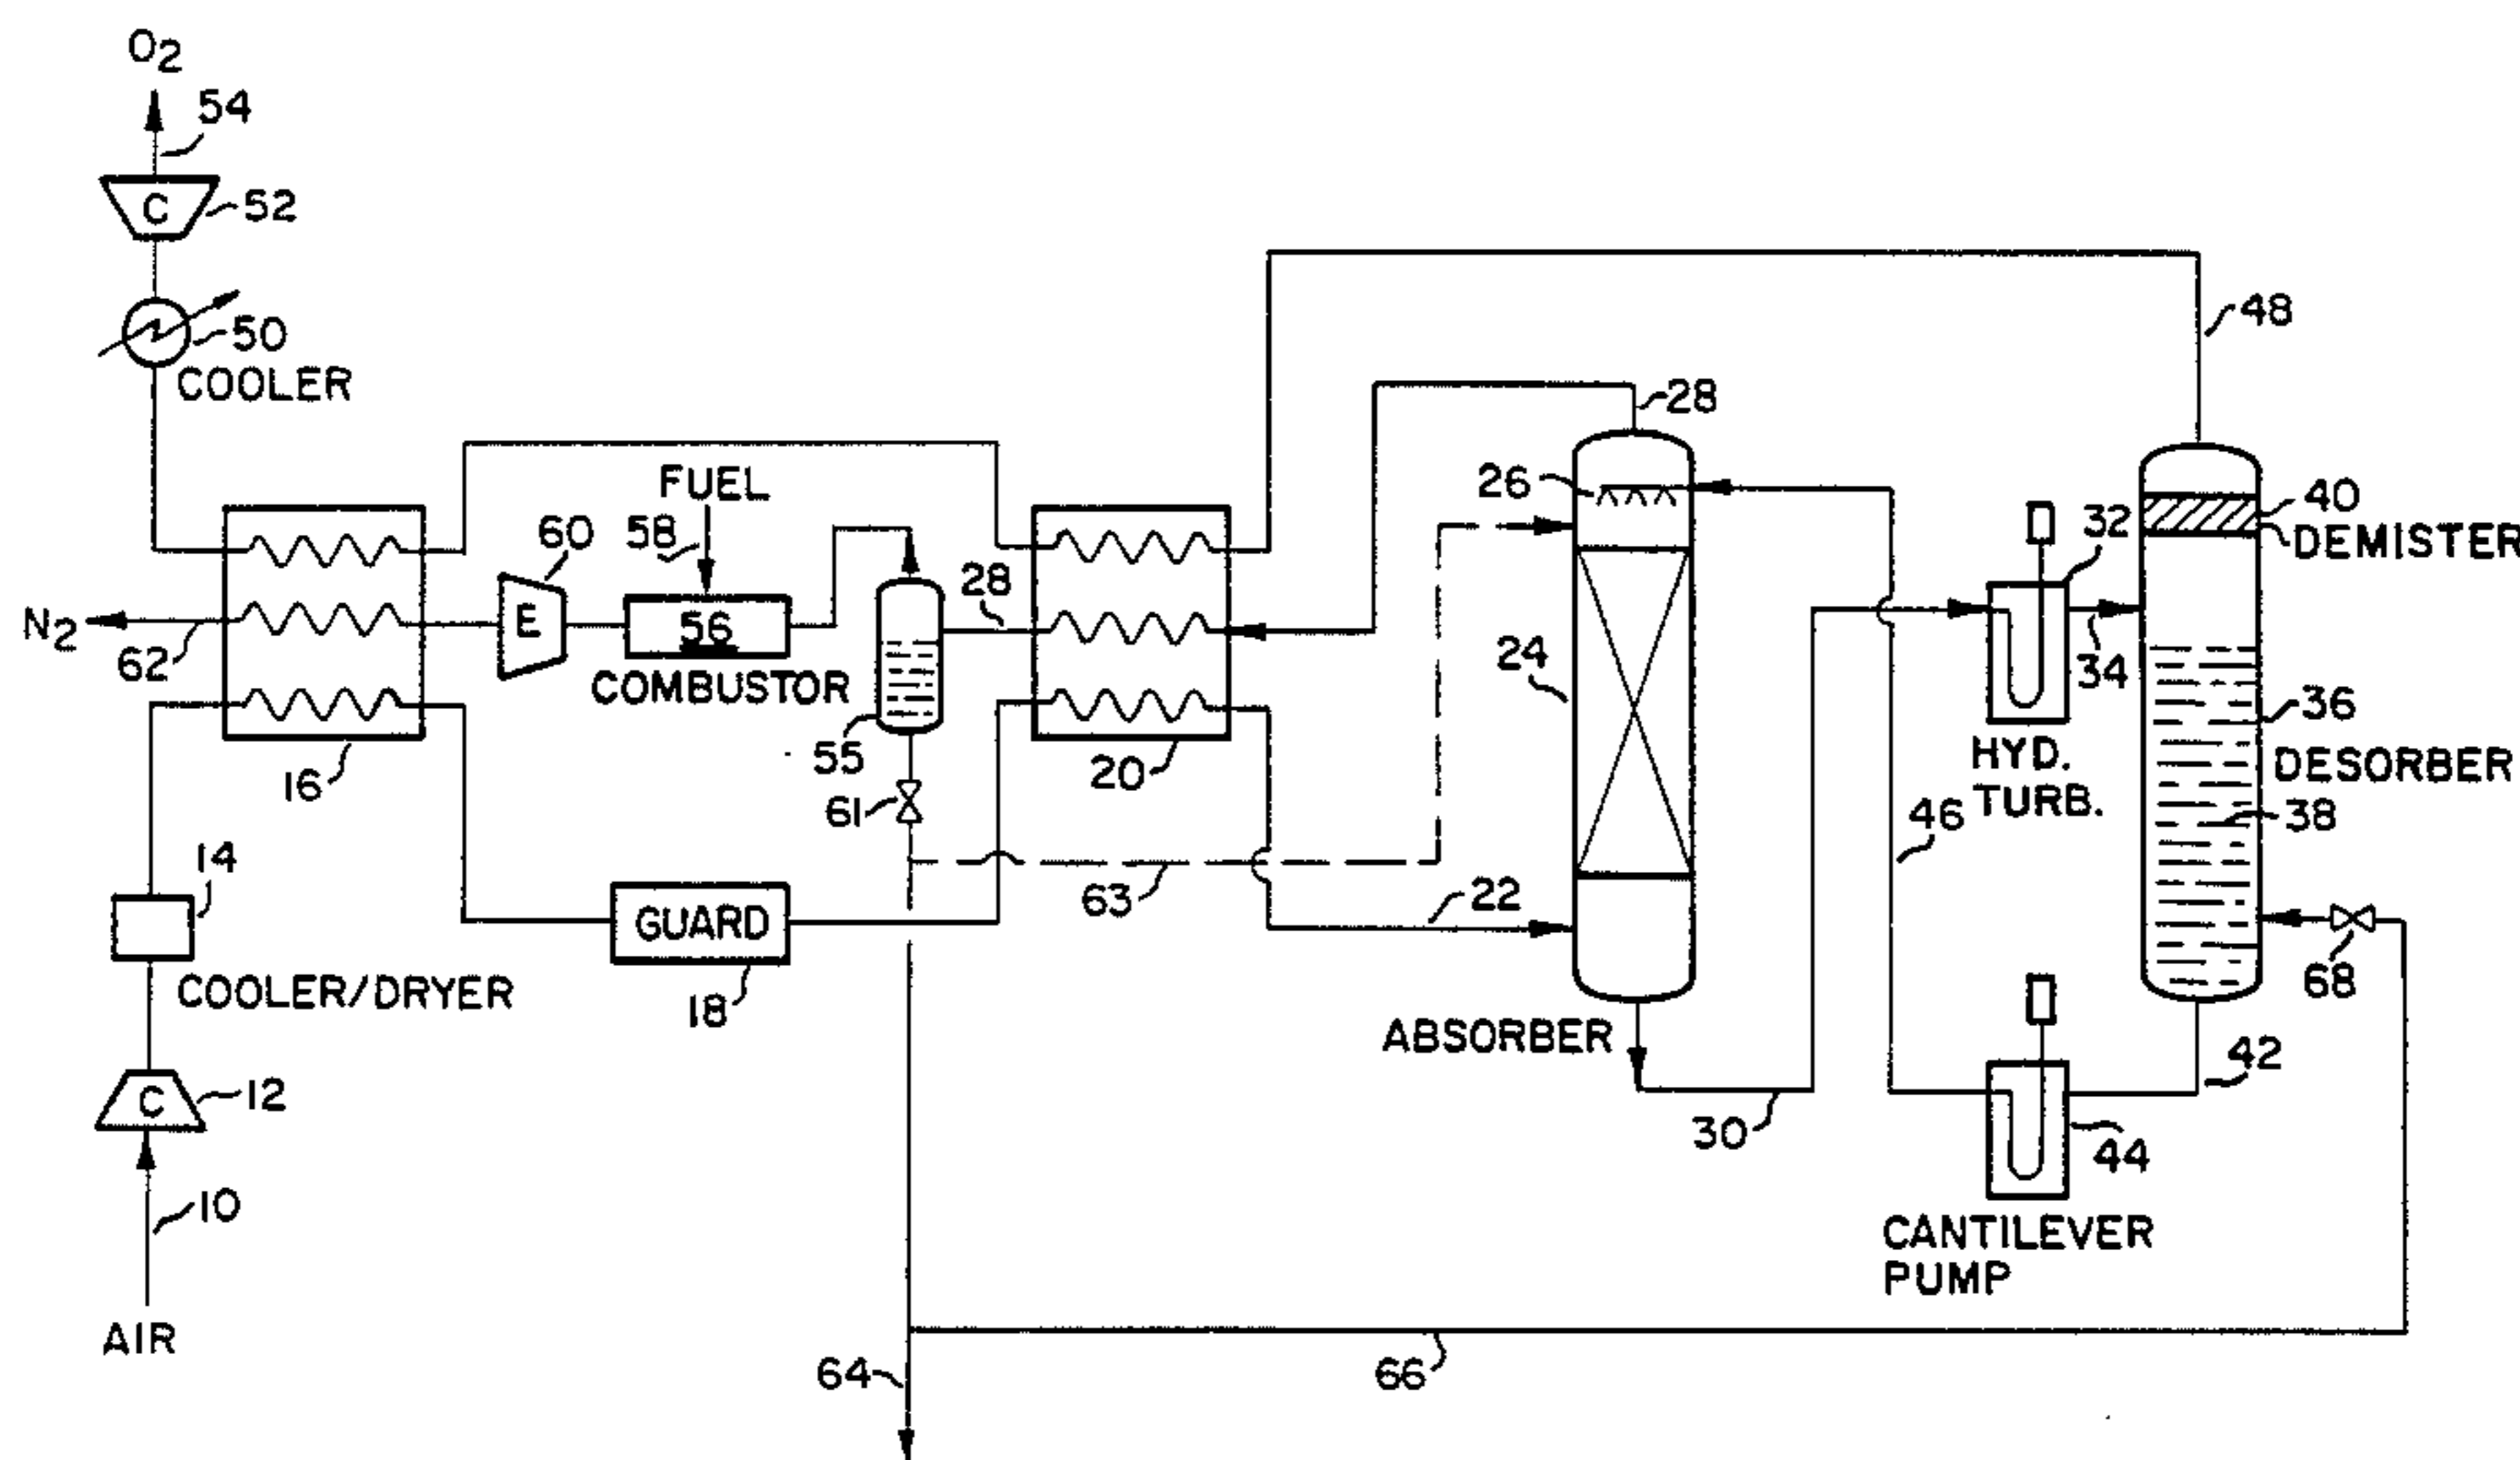 O2
54
C
52
50
COOLER
48
28
FUEL
26
40
DEMISTER
60
58
32
28
E
56
N2
62
COMBUSTOR
24
34
36
55
20
HYD.
TURB.
DESORBER
16
61
46
38
14
63
22
GUARD
68
COOLER/DRYER
18
ABSORBER
42
C
12
30
44
10
CANTILEVER
PUMP
AIR
64
66